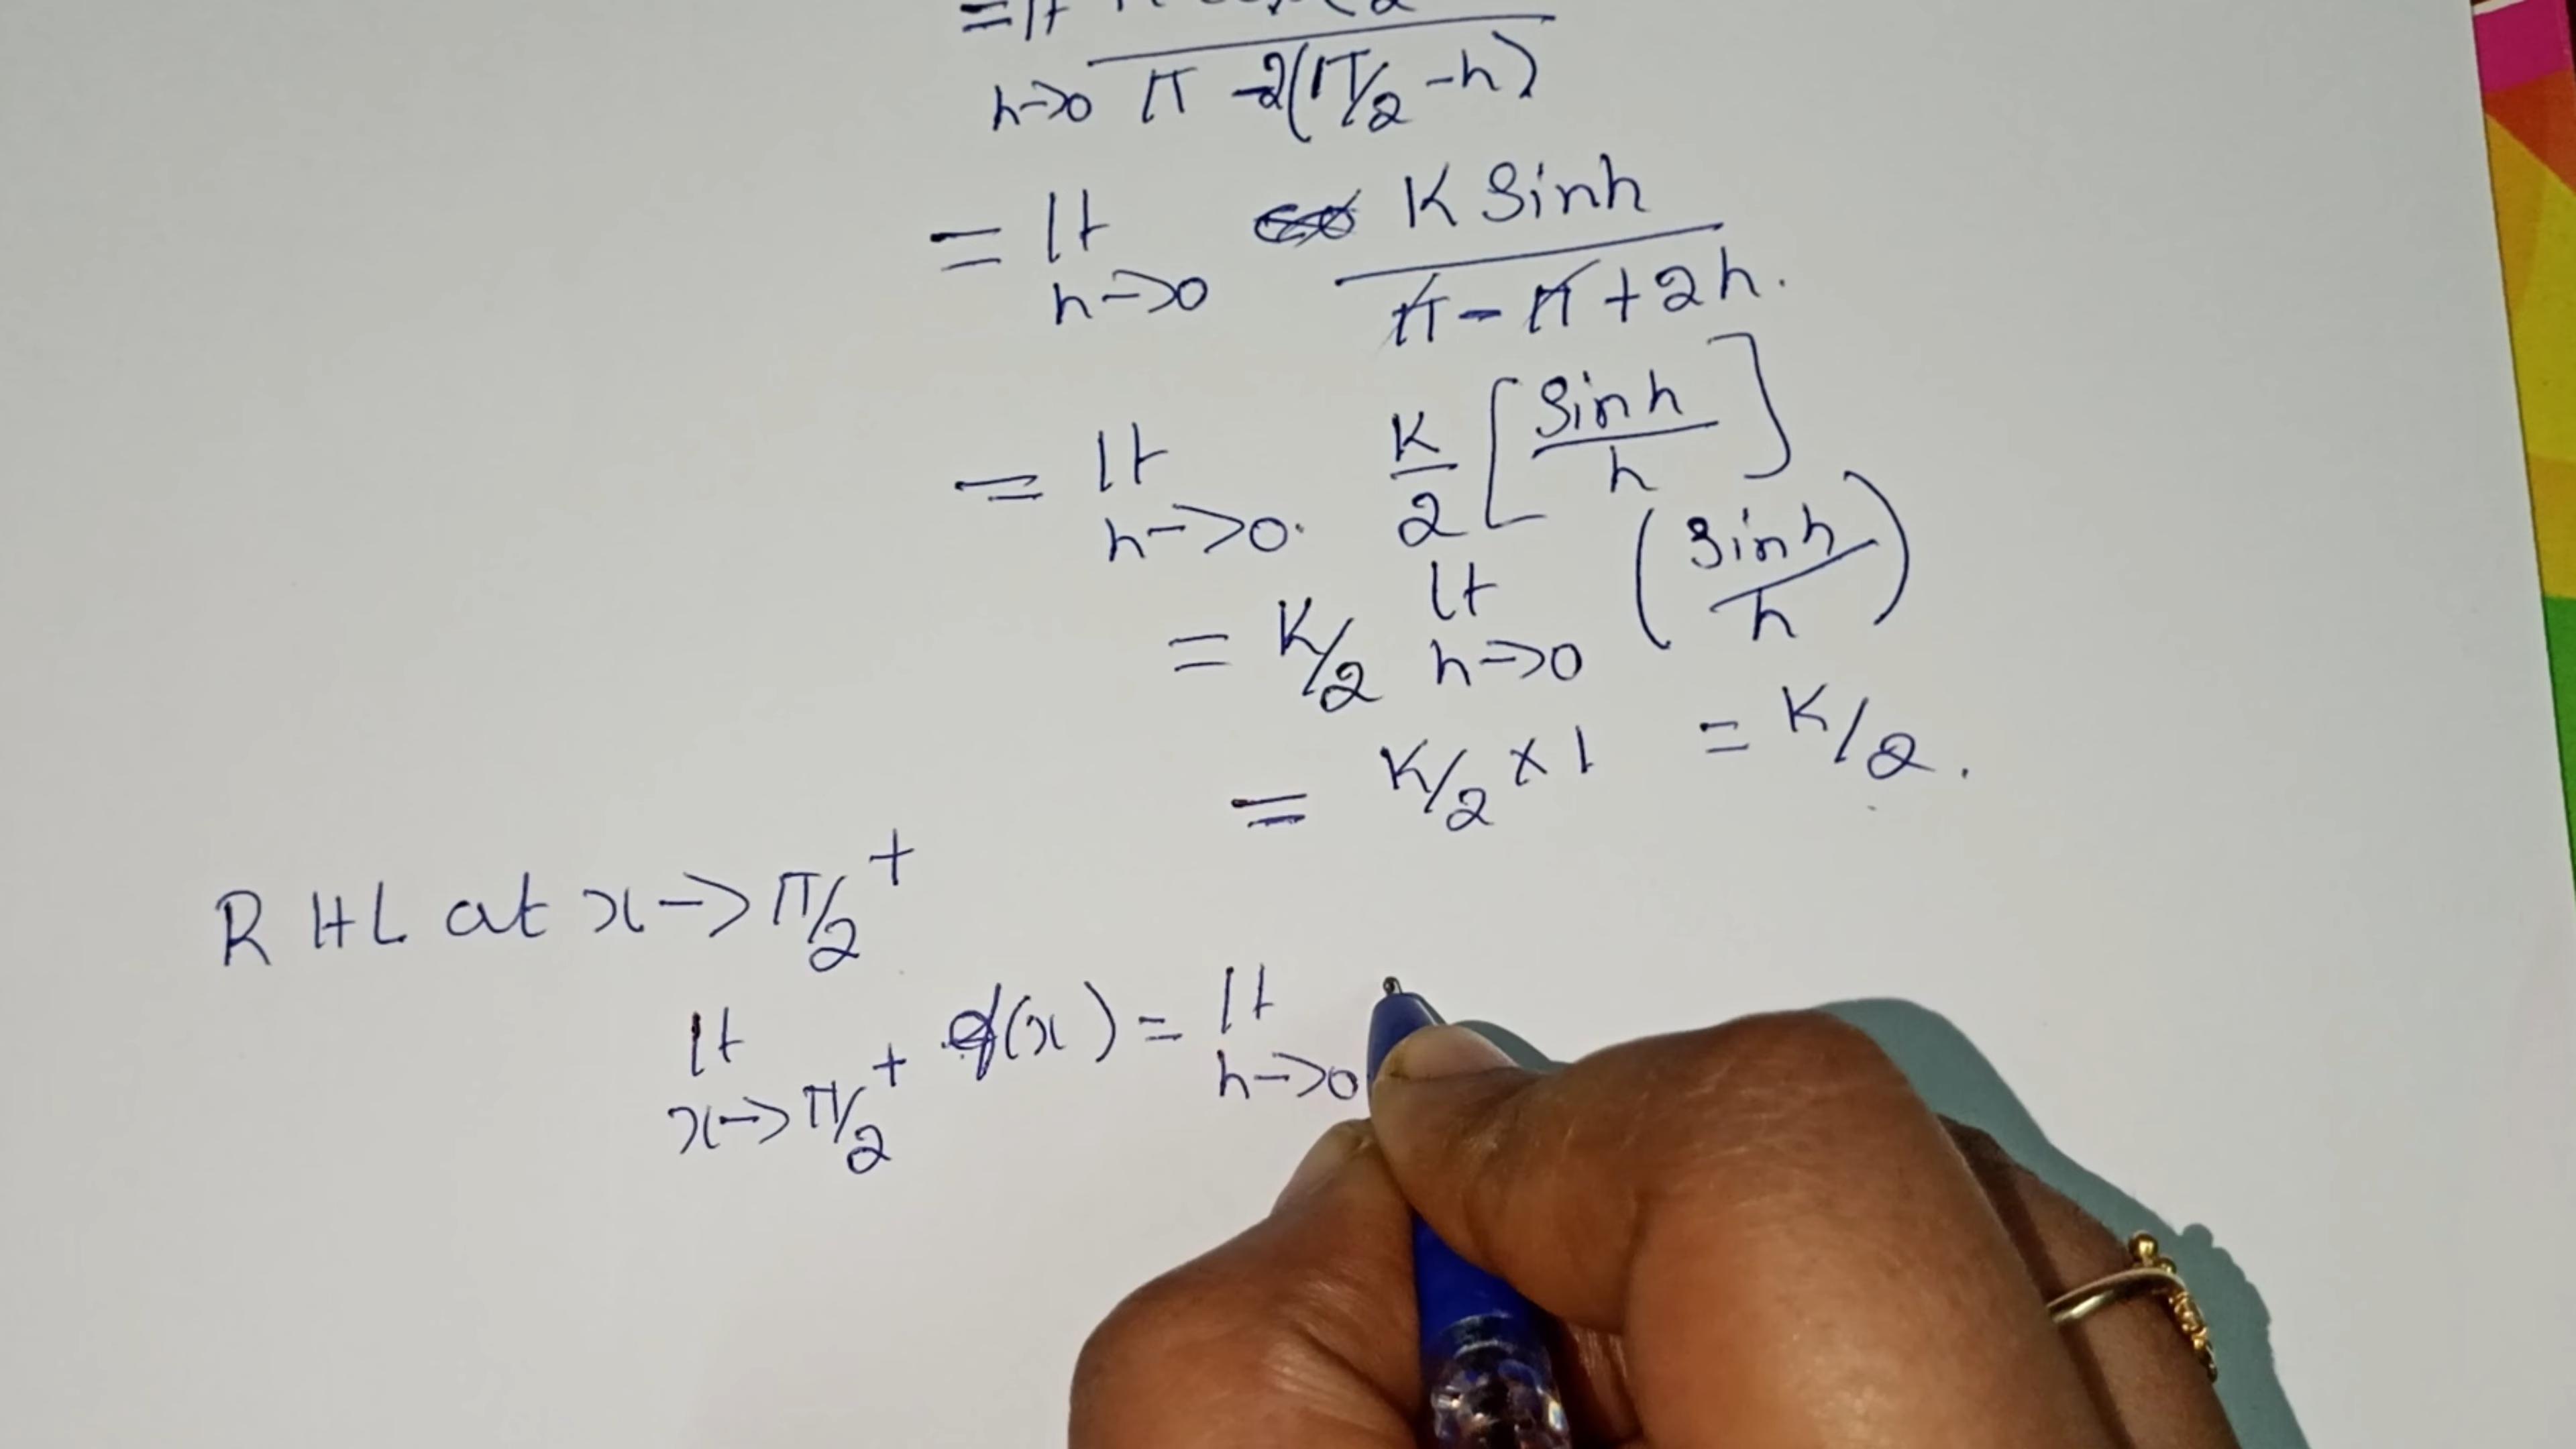 = lt
h->0 π -2(π/2 -h)
= lt K Sinh
h->0 π - π + 2h.
= lt K/2 [Sinh/h]
h->0.
= K/2 lt (Sinh/h)
h->0
= K/2 x 1 = K/2.
RHL at x -> π/2 +
lt f(x) = lt
x-> π/2 + h->0